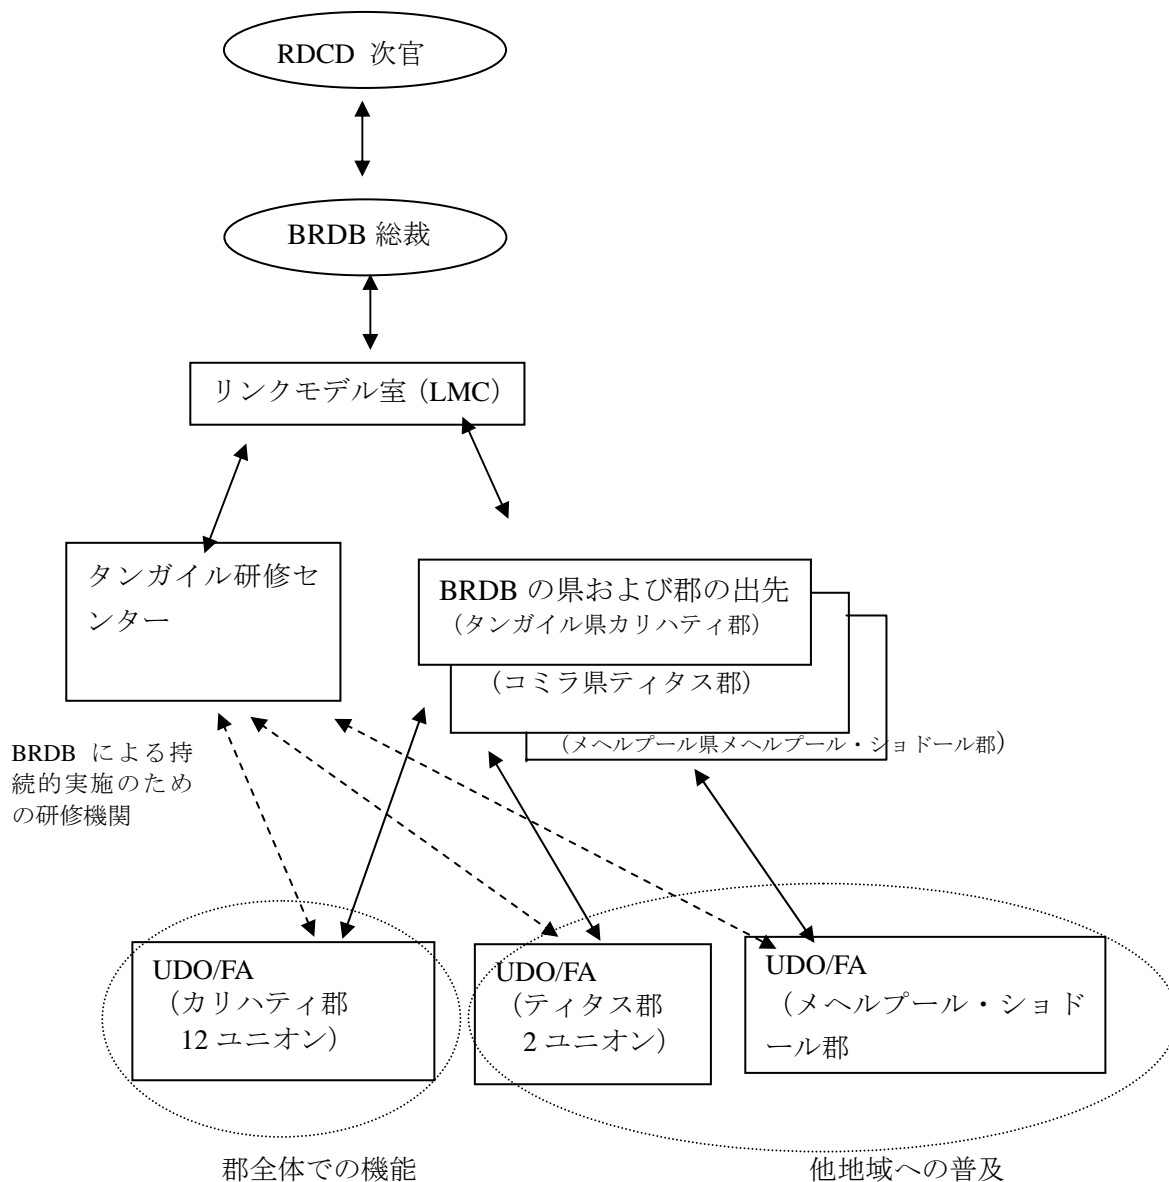 RDCD 次官
BRDB 総裁
リンクモデル室（LMC）
タンガイル研修セ
ンター
BRDB の県および郡の出先
（タンガイル県カリハティ郡）
（コミラ県ティタス郡）
（メヘルプール県メヘルプール・ショドール郡）
BRDB による持
続的実施のため
の研修機関
UDO/FA
（カリハティ郡
12 ユニオン）
UDO/FA
（ティタス郡
2 ユニオン）
UDO/FA
（メヘルプール・ショド
ール郡
郡全体での機能
他地域への普及